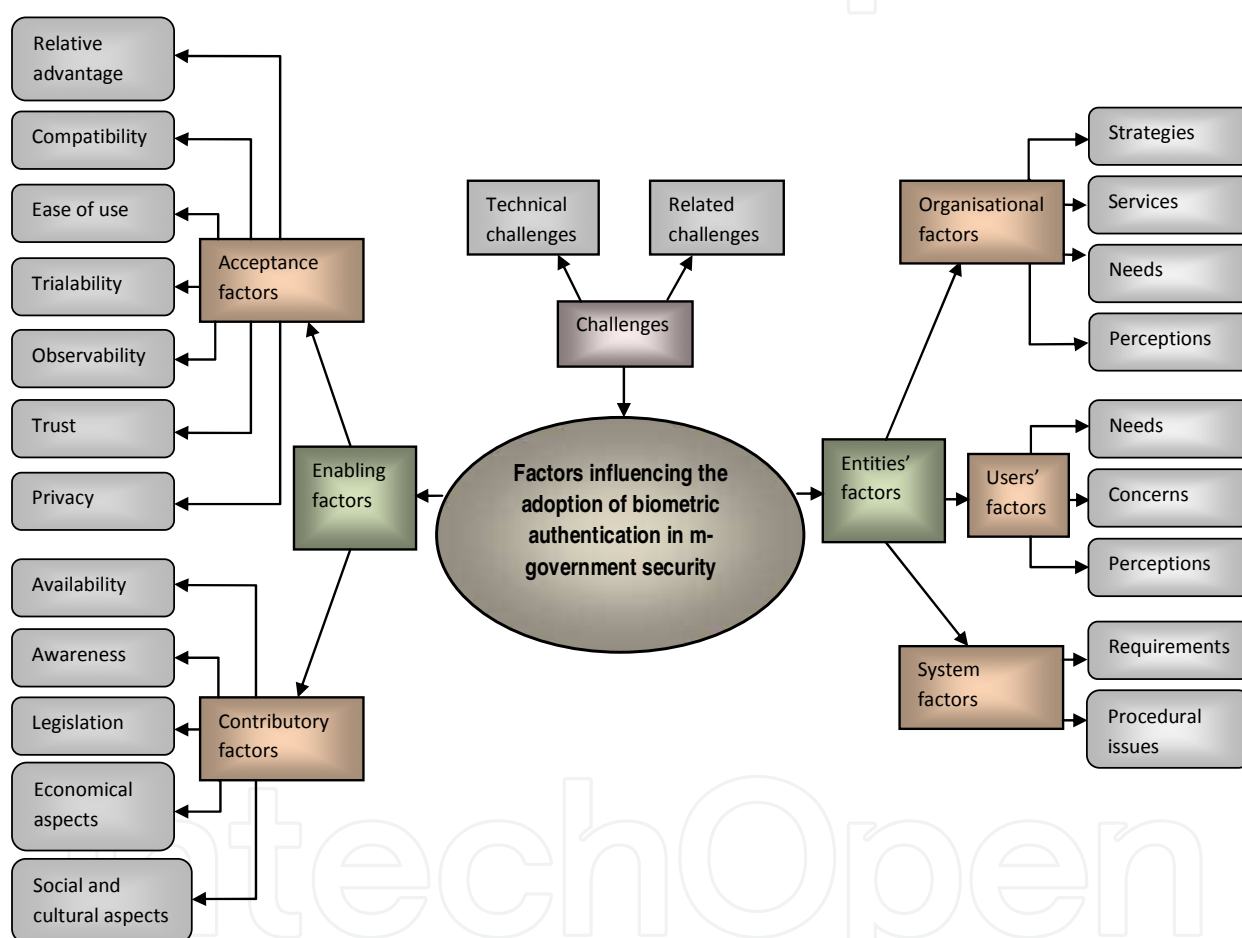 Relative
advantage
Compatibility
Ease of use
Trialability
Observability
Trust
Privacy
Acceptance
factors
Availability
Awareness
Legislation
Economical
aspects
Social and
cultural aspects
Contributory
factors
Enabling
factors
Technical
challenges
Related
challenges
Challenges
Factors influencing the
adoption of biometric
authentication in m-
government security
Entities’
factors
Organisational
factors
Strategies
Services
Needs
Perceptions
Users’
factors
Needs
Concerns
Perceptions
System
factors
Requirements
Procedural
issues
IntechOpen